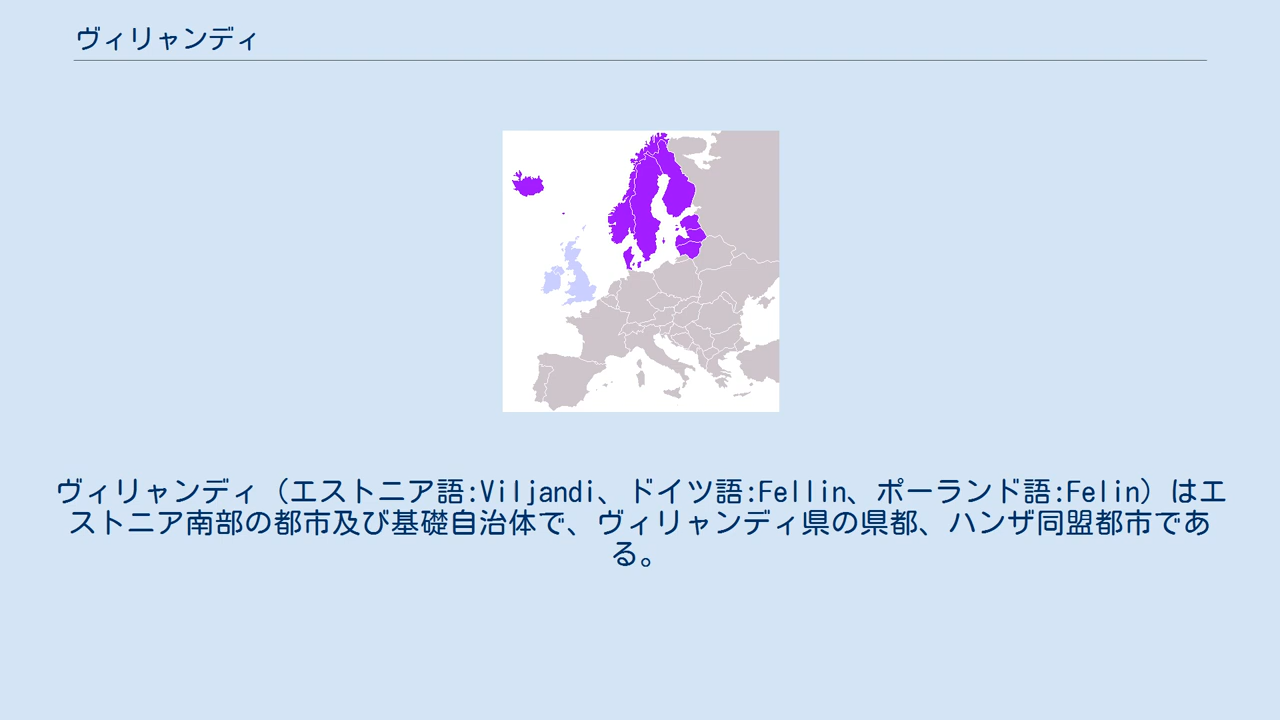 ヴィリャンディ
ヴィリャンディ（エストニア語:Viljandi、ドイツ語:Fellin、ポーランド語:Felin）はエ
ストニア南部の都市及び基礎自治体で、ヴィリャンディ県の県都、ハンザ同盟都市であ
る。